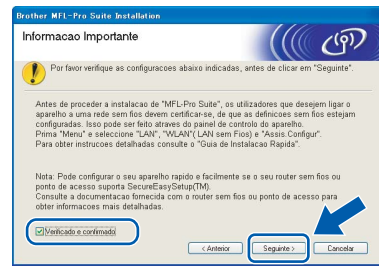 Brother MFL-Pro Suite Installation
Informacao Importante
Por favor verifique as configuracoes abaixo indicadas, antes de clicar em "Seguinte".
Antes de proceder a instalacao de "MFL-Pro Suite", os utilizadores que desejem ligar o
aparelho a uma rede sem fios devem certificar-se, de que as definicoes sem fios estejam
configuradas. Isso pode ser feito atraves do painel de controlo do aparelho.
Prima "Menu" e seleccione "LAN", "WLAN"( LAN sem Fios) e "Assis.Configur".
Para obter instrucoes detalhadas consulte o "Guia de Instalacao Rapida".
Nota: Pode configurar o seu aparelho rapido e facilmente se o seu router sem fios ou
ponto de acesso suporta SecureEasySetup(TM).
Consulte a documentacao fornecida com o router sem fios ou ponto de acesso para
obter informacoes mais detalhadas.
Verificado e confirmado
< Anterior Seguinte > Cancelar